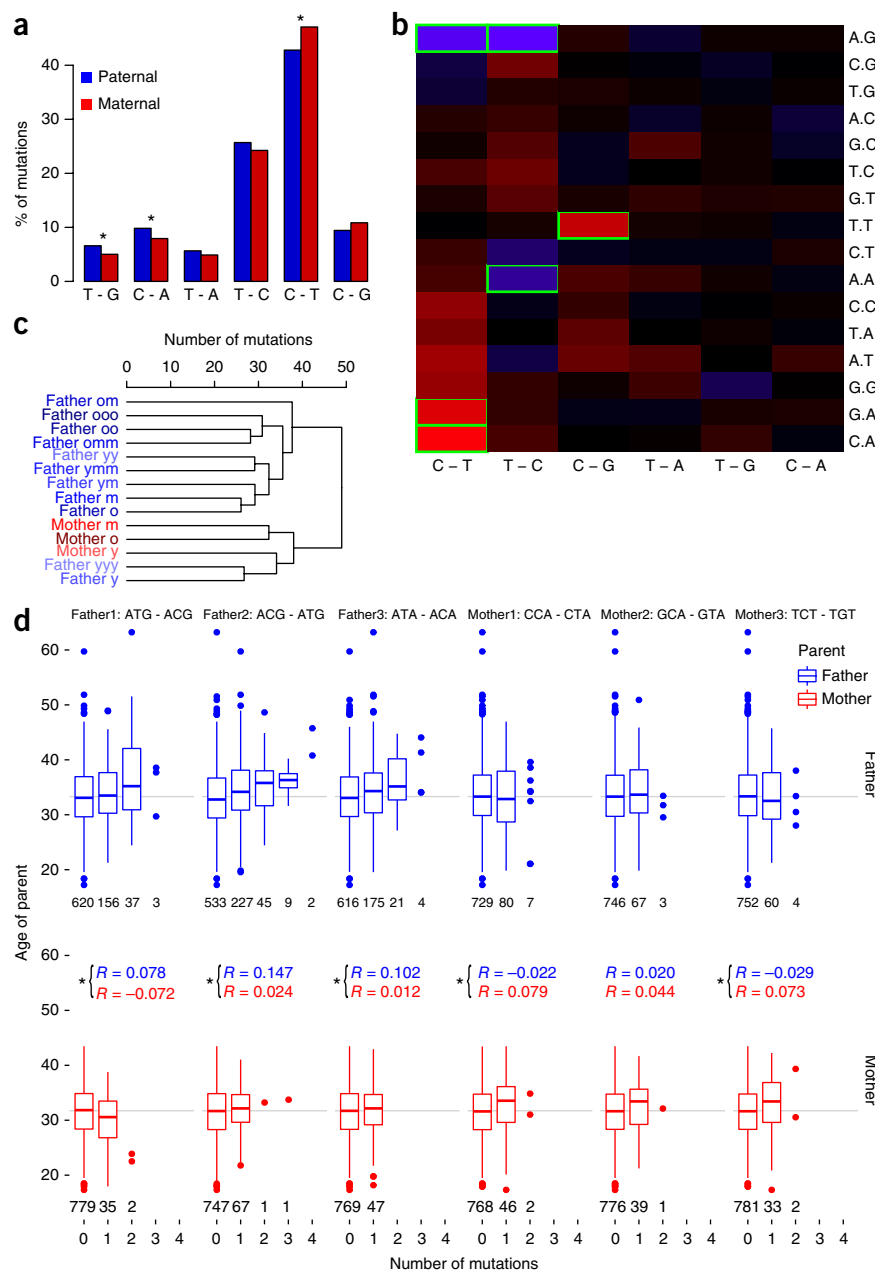 a
*
Paternal
Maternal
% of mutations
40
30
20
10
0
*
*
T - G
C - A
T - A
T - C
C - T
C - G
b
A.G
C.G
T.G
A.C
G.C
T.C
G.T
T.T
C.T
A.A
C.C
T.A
A.T
G.G
G.A
C.A
C – T
T – C
C – G
T – A
T – G
C – A
c
Number of mutations
0 10 20 30 40 50
Father om
Father ooo
Father oo
Father omm
Father yy
Father ymm
Father ym
Father m
Father o
Mother m
Mother o
Mother y
Father yyy
Father y
d
Father1: ATG - ACG
Father2: ACG - ATG
Father3: ATA - ACA
Mother1: CCA - CTA
Mother2: GCA - GTA
Mother3: TCT - TGT
Parent
Father
Mother
Age of parent
60 -
50 -
40 -
30 -
20 -
Father
620 156 37 3
533 227 45 9 2
616 175 21 4
729 80 7
746 67 3
752 60 4
60 -
50 -
40 -
30 -
20 -
* { R = 0.078
R = –0.072
* { R = 0.147
R = 0.024
* { R = 0.102
R = 0.012
* { R = –0.022
R = 0.079
R = 0.020
R = 0.044
* { R = –0.029
R = 0.073
Mother
779 35 2
747 67 1 1
769 47
768 46 2
776 39 1
781 33 2
0 1 2 3 4
0 1 2 3 4
0 1 2 3 4
0 1 2 3 4
0 1 2 3 4
0 1 2 3 4
Number of mutations